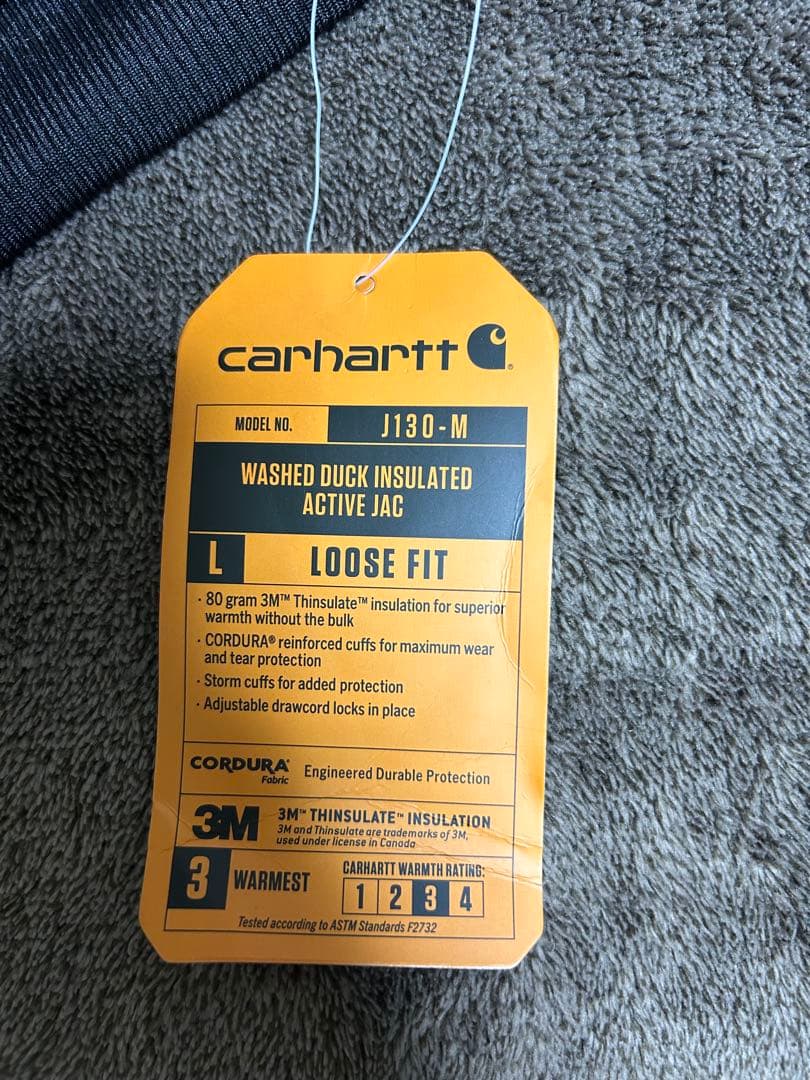 carhartt
MODEL NO. J130-M
WASHED DUCK INSULATED
ACTIVE JAC
L LOOSE FIT
· 80 gram 3M™ Thinsulate™ insulation for superior
warmth without the bulk
· CORDURA® reinforced cuffs for maximum wear
and tear protection
· Storm cuffs for added protection
· Adjustable drawcord locks in place
CORDURA®
Fabric
Engineered Durable Protection
3M
3M™ THINSULATE™ INSULATION
3M and Thinsulate are trademarks of 3M,
used under license in Canada
3 WARMEST
CARHARTT WARMTH RATING:
1 2 3 4
Tested according to ASTM Standards F2732